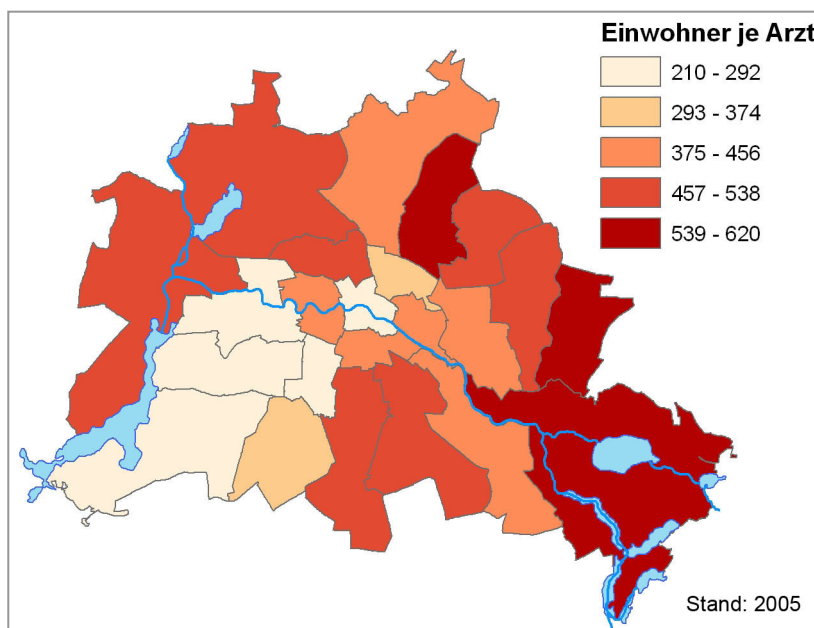 Einwohner je Arzt
210 - 292
293 - 374
375 - 456
457 - 538
539 - 620
Stand: 2005